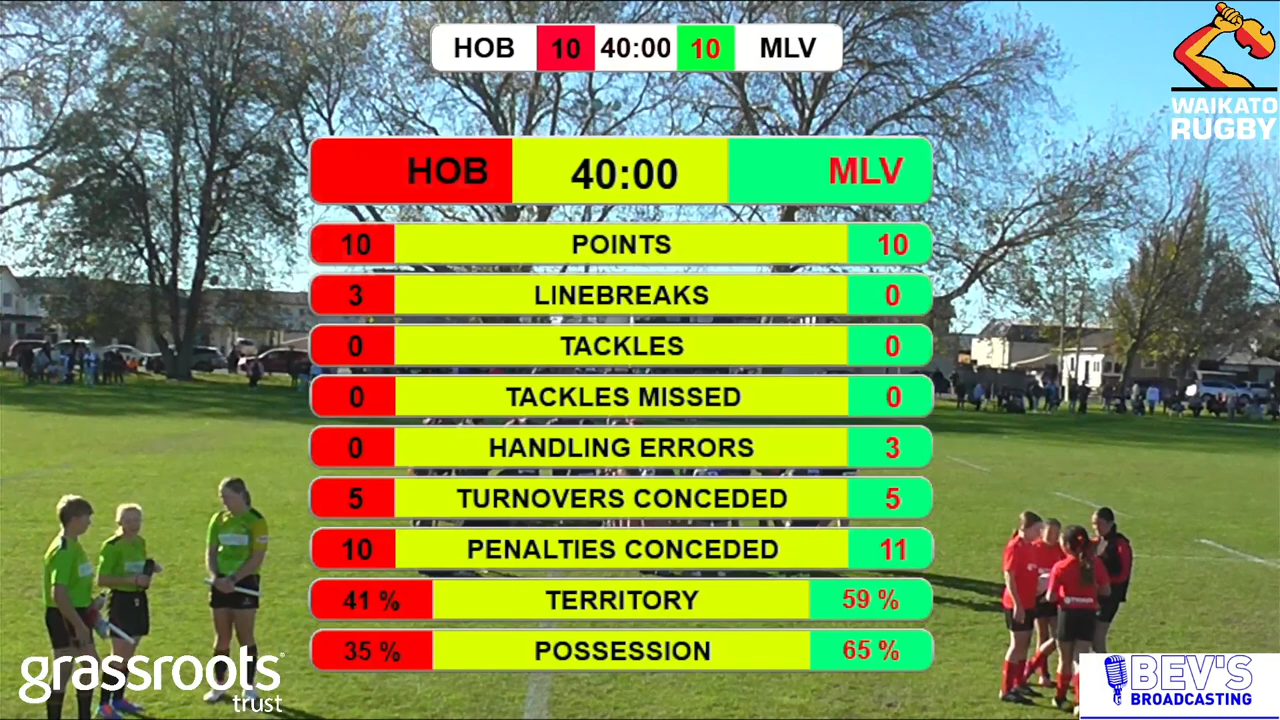 HOB 10 40:00 10 MLV
WAIKATO
RUGBY
HOB 40:00 MLV
10 POINTS 10
3 LINEBREAKS 0
0 TACKLES 0
0 TACKLES MISSED 0
0 HANDLING ERRORS 3
5 TURNOVERS CONCEDED 5
10 PENALTIES CONCEDED 11
41 % TERRITORY 59 %
35 % POSSESSION 65 %
grassroots
trust
BEV'S
BROADCASTING